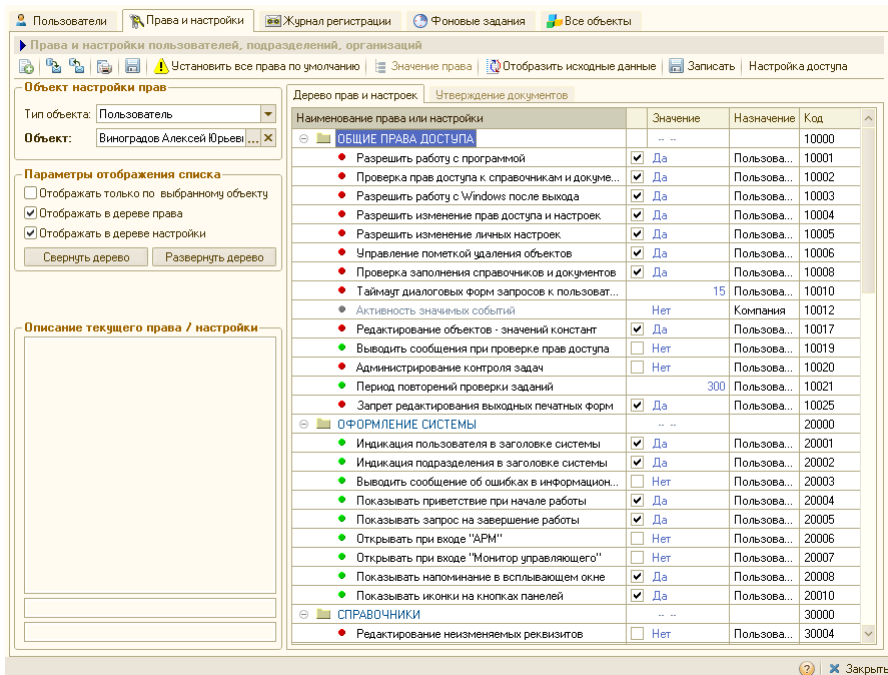 Пользователи
Права и настройки
Журнал регистрации
Фоновые задания
Все объекты
Права и настройки пользователей, подразделений, организаций
Установить все права по умолчанию
Значение права
Отобразить исходные данные
Записать
Настройка доступа
Объект настройки прав
Тип объекта: Пользователь
Объект: Виноградов Алексей Юрьеви ...
Параметры отображения списка
Отображать только по выбранному объекту
Отображать в дереве права
Отображать в дереве настройки
Свернуть дерево
Развернуть дерево
Описание текущего права / настройки
Дерево прав и настроек
Утверждение документов
Наименование права или настройки Значение Назначение Код
ОБЩИЕ ПРАВА ДОСТУПА -- -- 10000
Разрешить работу с программой Да Пользова... 10001
Проверка прав доступа к справочникам и докуме... Да Пользова... 10002
Разрешить работу с Windows после выхода Да Пользова... 10003
Разрешить изменение прав доступа и настроек Да Пользова... 10004
Разрешить изменение личных настроек Да Пользова... 10005
Управление пометкой удаления объектов Да Пользова... 10006
Проверка заполнения справочников и документов Да Пользова... 10008
Таймаут диалоговых форм запросов к пользоват... 15 Пользова... 10010
Активность значимых событий Нет Компания 10012
Редактирование объектов - значений констант Да Пользова... 10017
Выводить сообщения при проверке прав доступа Нет Пользова... 10019
Администрирование контроля задач Нет Пользова... 10020
Период повторений проверки заданий 300 Пользова... 10021
Запрет редактирования выходных печатных форм Да Пользова... 10025
ОФОРМЛЕНИЕ СИСТЕМЫ -- -- 20000
Индикация пользователя в заголовке системы Да Пользова... 20001
Индикация подразделения в заголовке системы Да Пользова... 20002
Выводить сообщение об ошибках в информацион... Нет Пользова... 20003
Показывать приветствие при начале работы Да Пользова... 20004
Показывать запрос на завершение работы Да Пользова... 20005
Открывать при входе "АРМ" Нет Пользова... 20006
Открывать при входе "Монитор управляющего" Нет Пользова... 20007
Показывать напоминание в всплывающем окне Да Пользова... 20008
Показывать иконки на кнопках панелей Да Пользова... 20010
СПРАВОЧНИКИ -- -- 30000
Редактирование неизменяемых реквизитов Нет Пользова... 30004
Закрыть